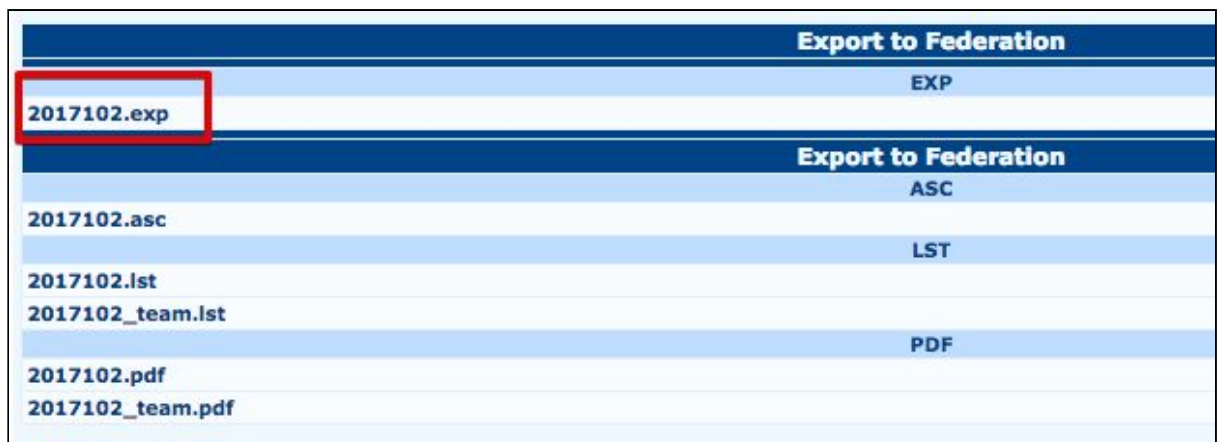 Export to Federation
EXP
2017102.exp
Export to Federation
ASC
2017102.asc
LST
2017102.lst
2017102_team.lst
PDF
2017102.pdf
2017102_team.pdf